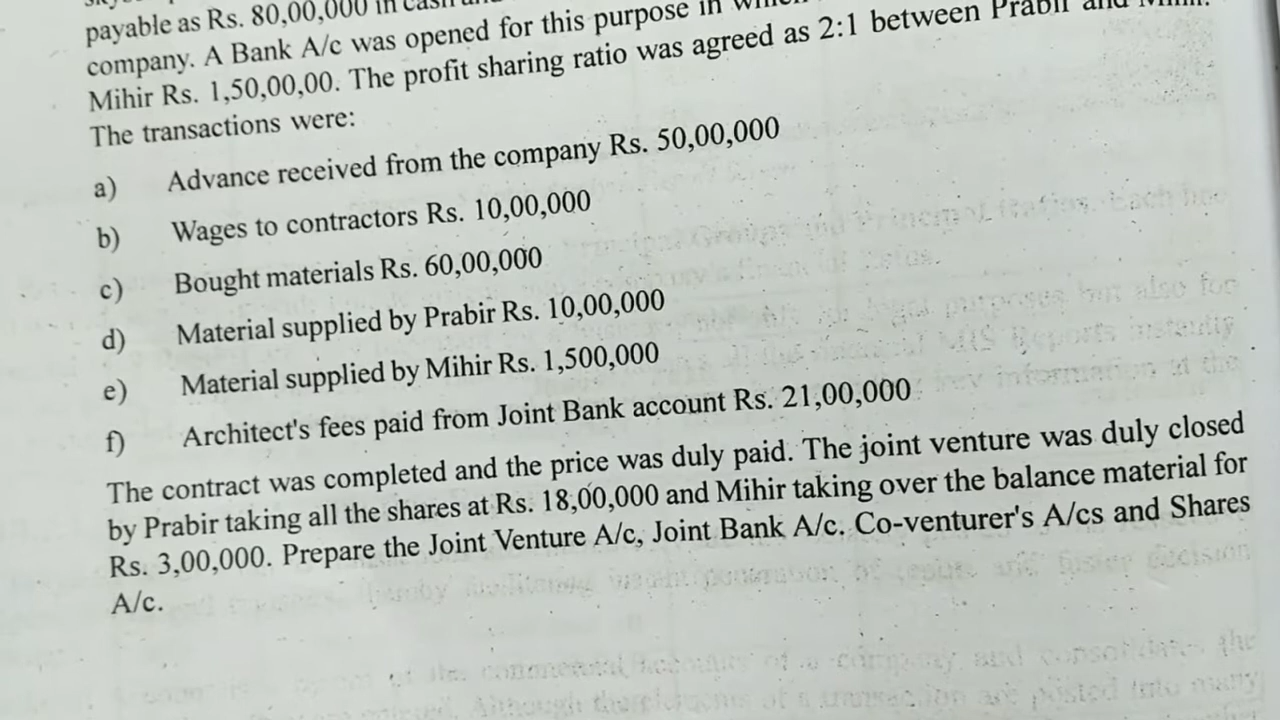 payable as Rs. 80,00,000 in
company. A Bank A/c was opened for this purpose in
Mihir Rs. 1,50,00,00. The profit sharing ratio was agreed as 2:1 between Prabir and
The transactions were:
a) Advance received from the company Rs. 50,00,000
b) Wages to contractors Rs. 10,00,000
c) Bought materials Rs. 60,00,000
d) Material supplied by Prabir Rs. 10,00,000
e) Material supplied by Mihir Rs. 1,500,000
f) Architect's fees paid from Joint Bank account Rs. 21,00,000
The contract was completed and the price was duly paid. The joint venture was duly closed
by Prabir taking all the shares at Rs. 18,00,000 and Mihir taking over the balance material for
Rs. 3,00,000. Prepare the Joint Venture A/c, Joint Bank A/c, Co-venturer's A/cs and Shares
A/c.